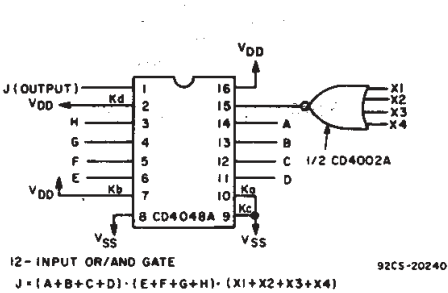 VDD
J(OUTPUT) 1 16 X1
VDD Kd 2 15 X2
X3
H 3 14 A X4
G 4 13 B
1/2 CD4002A
F 5 12 C
E 6 11 D
VDD Kb 7 10 Ka
8 CD4048A 9 Kc
VSS VSS
12-INPUT OR/AND GATE
92CS-20240
J=(A+B+C+D)·(E+F+G+H)·(X1+X2+X3+X4)